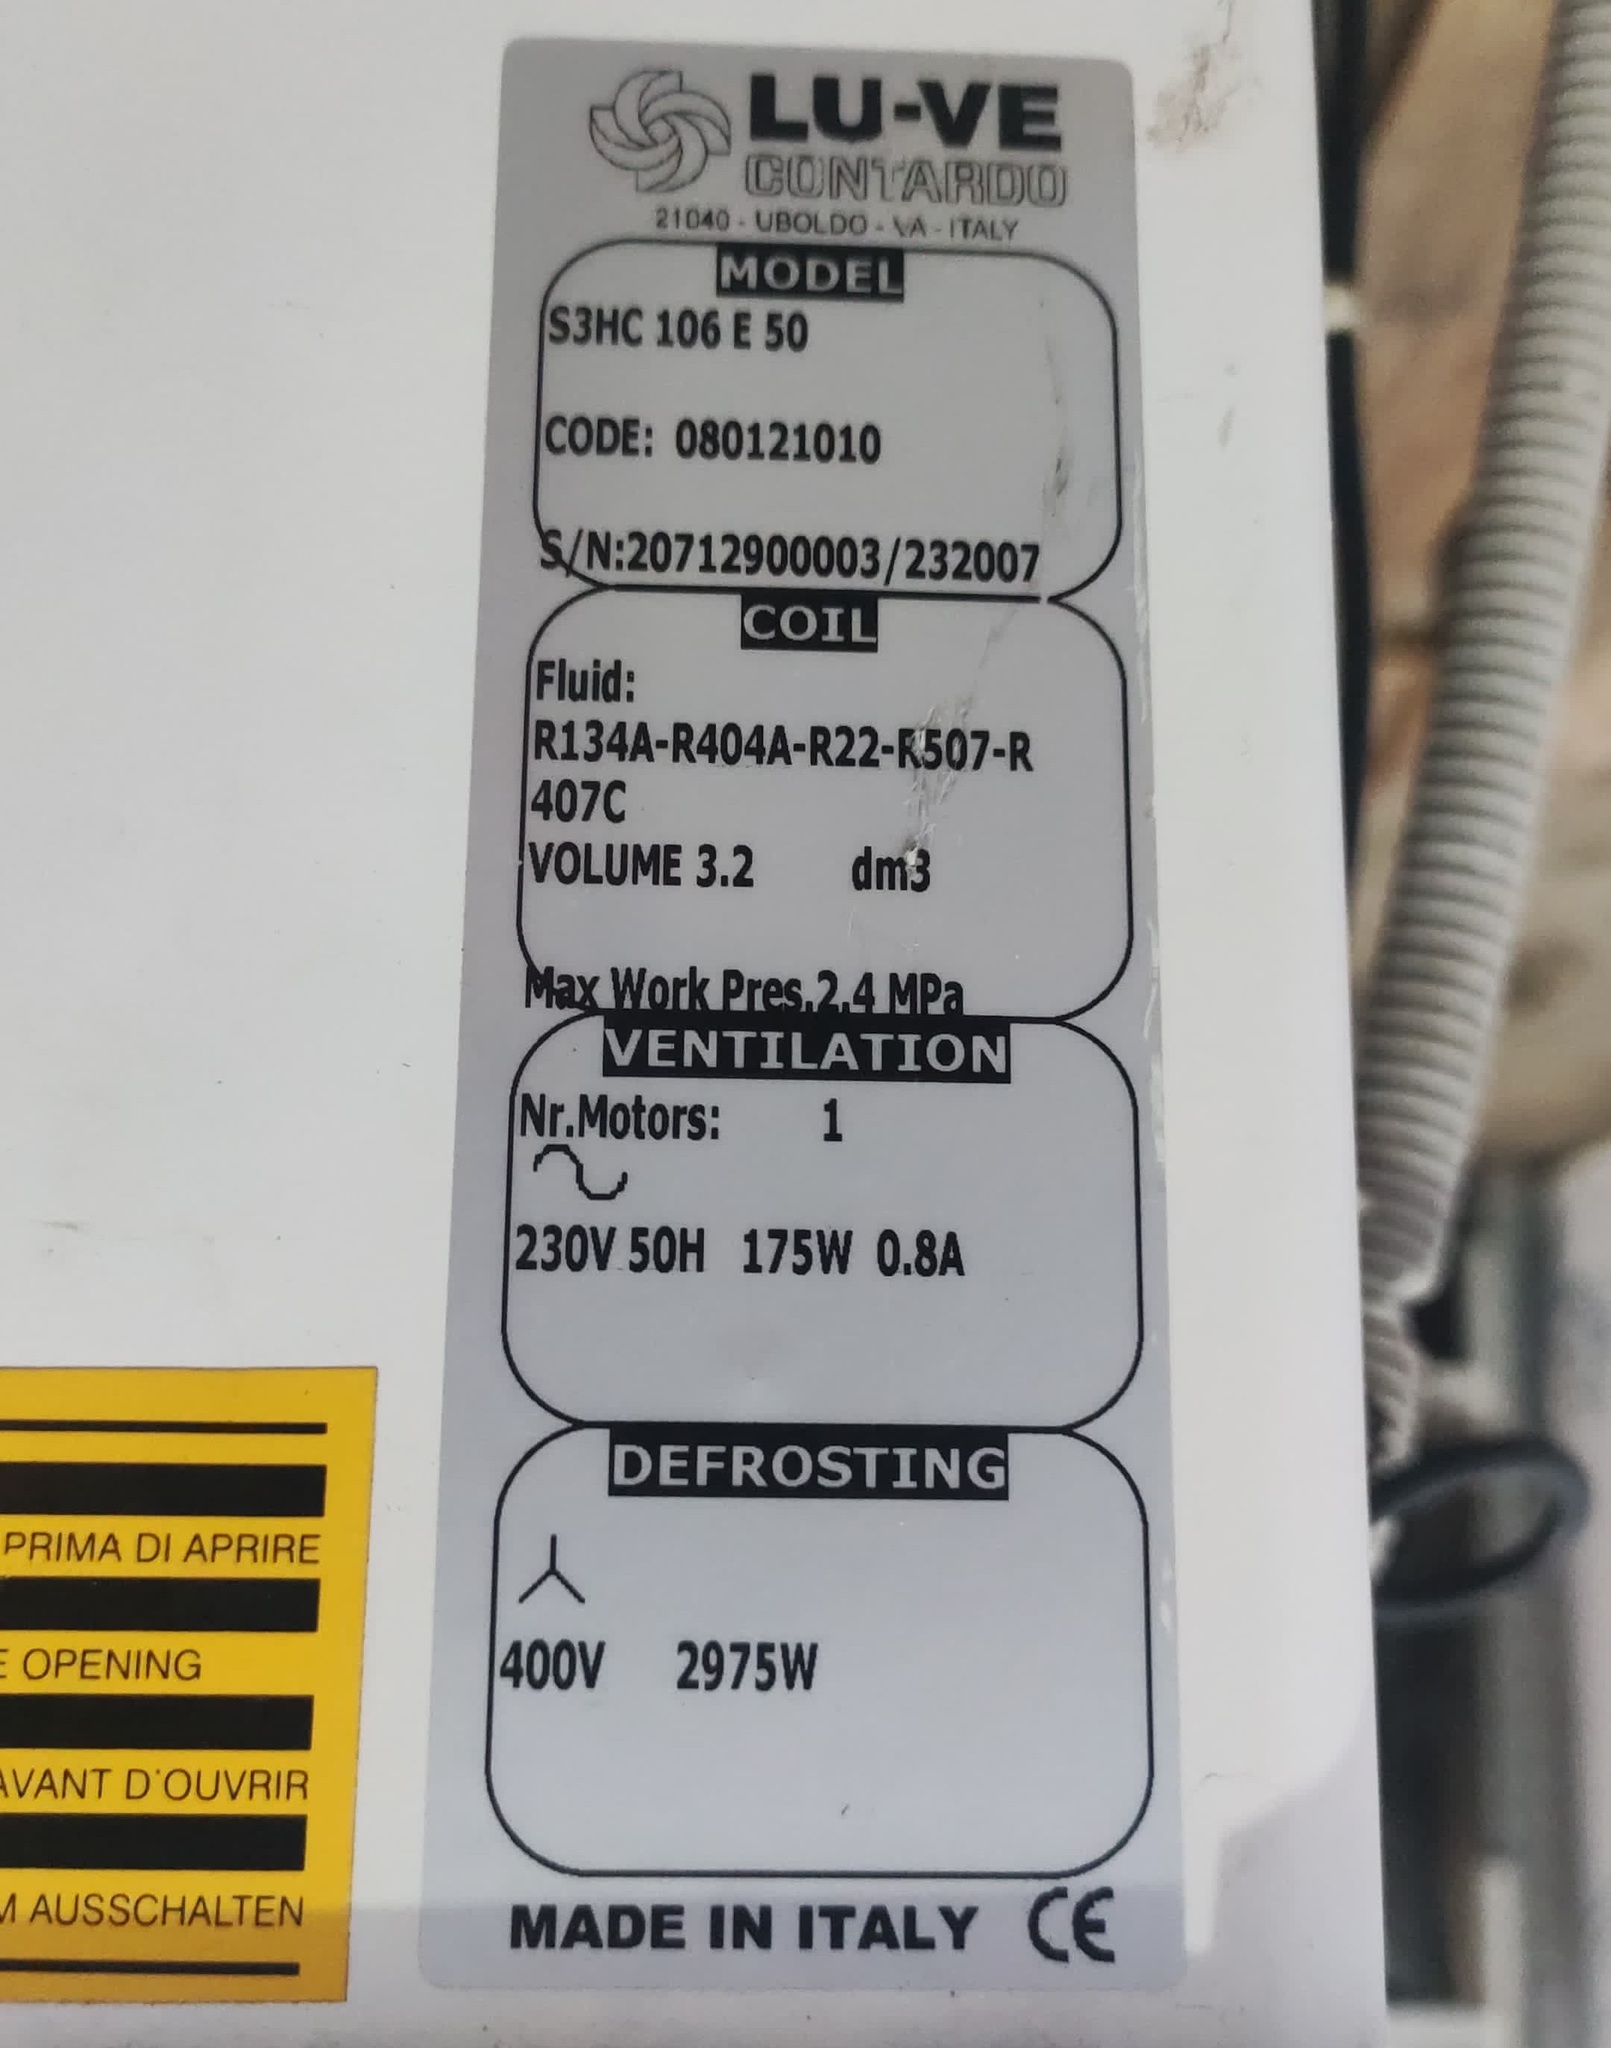 LU-VE
CONTARDO
21040 - UBOLDO - VA - ITALY
MODEL
S3HC 106 E 50
CODE: 080121010
S/N:20712900003/232007
COIL
Fluid:
R134A-R404A-R22-R507-R
407C
VOLUME 3.2 dm3
Max Work Pres.2.4 MPa
VENTILATION
Nr.Motors: 1
230V 50H 175W 0.8A
DEFROSTING
400V 2975W
MADE IN ITALY CE
PRIMA DI APRIRE
OPENING
AVANT D'OUVRIR
AUSSCHALTEN